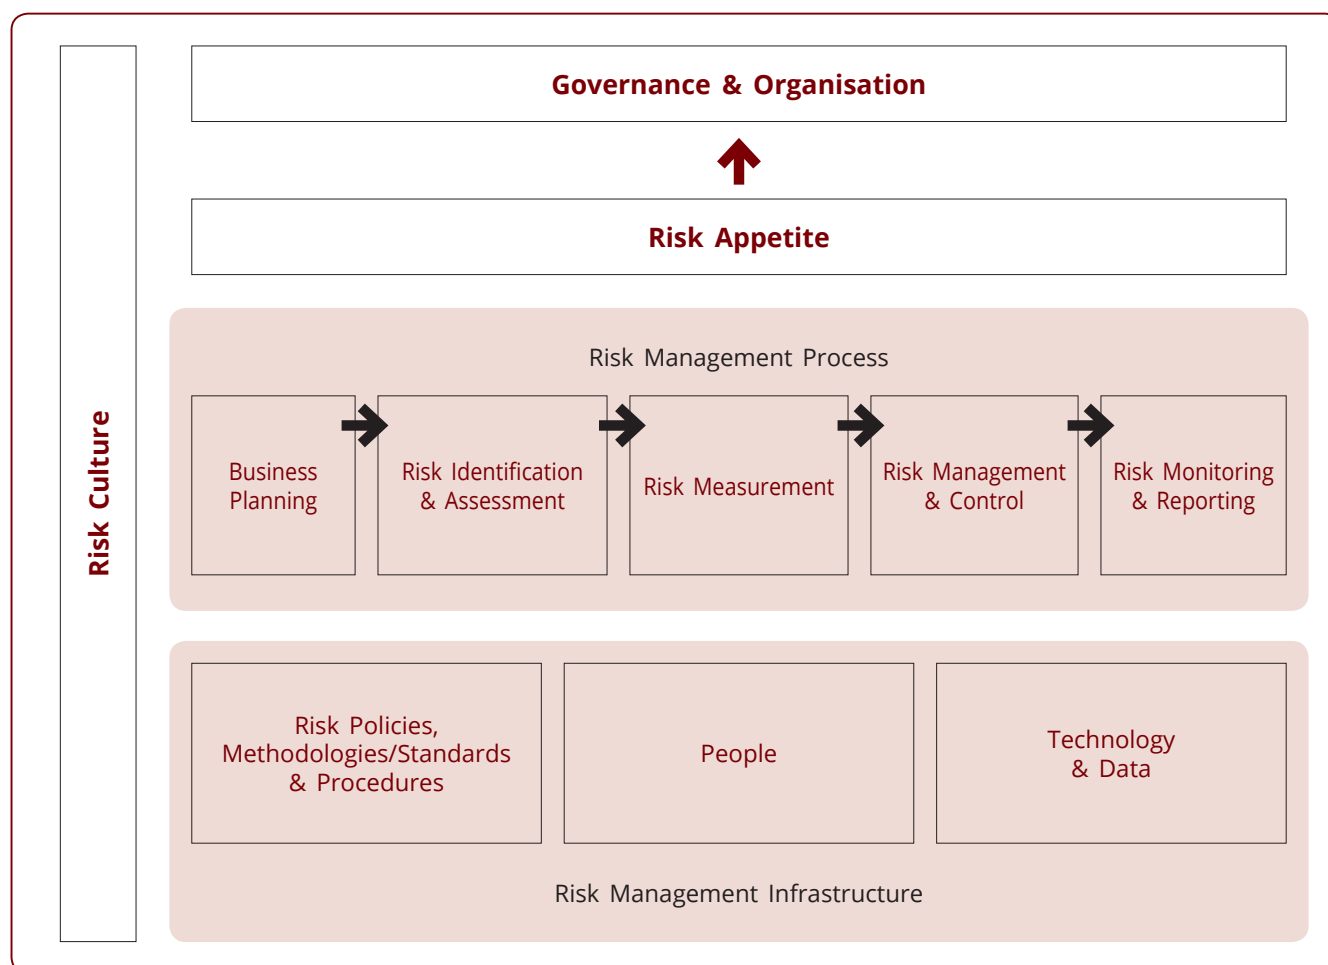 Risk Culture
Governance & Organisation
Risk Appetite
Risk Management Process
Business
Planning
Risk Identification
& Assessment
Risk Measurement
Risk Management
& Control
Risk Monitoring
& Reporting
Risk Policies,
Methodologies/Standards
& Procedures
People
Technology
& Data
Risk Management Infrastructure